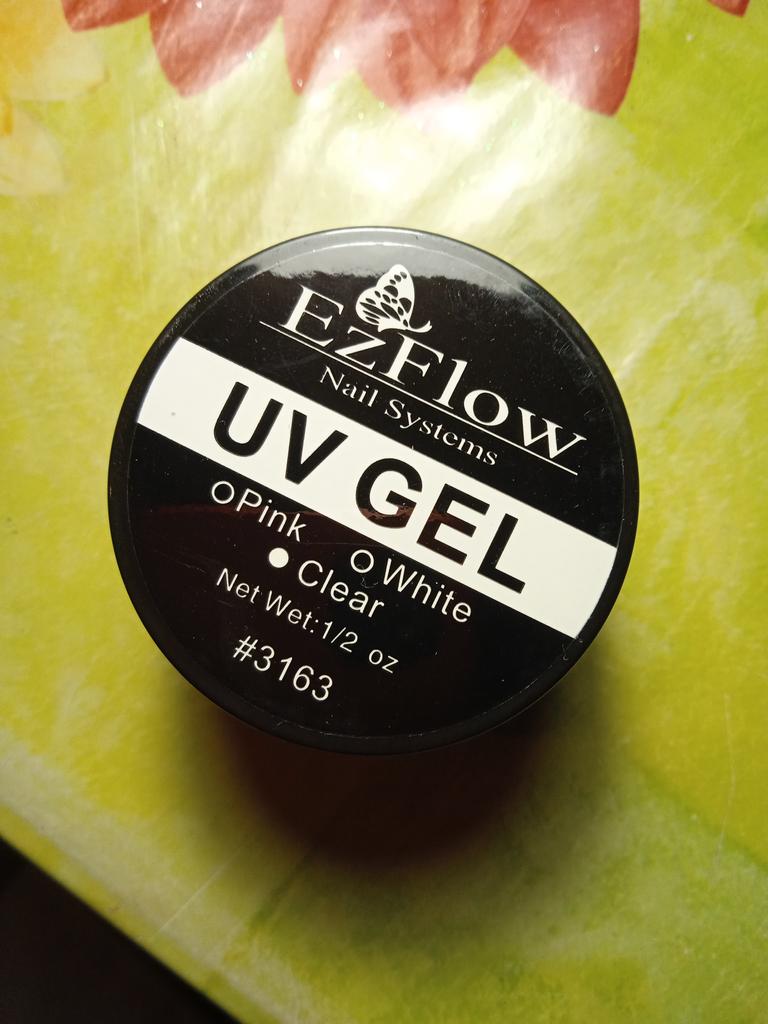 EzFlow
Nail Systems
UV GEL
Pink
White
Clear
Net Wet:1/2 oz
#3163